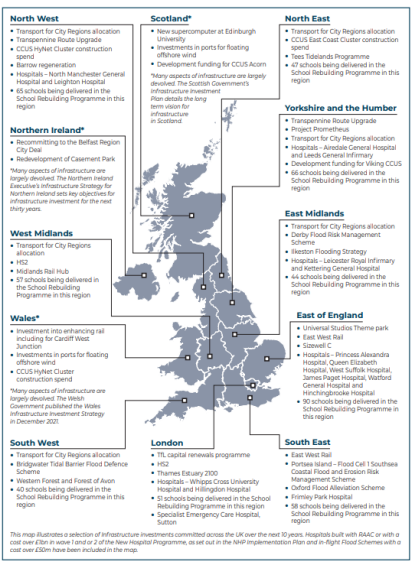 North West
• Transport for City Regions
allocation
• Transpennine Route Upgrade
• CCUS HyNet Cluster construction
spend
• Barrow regeneration
• Hospitals – North Manchester General
Hospital and Leighton Hospital
• 65 schools being delivered in the
School Rebuilding Programme in this
region
Scotland*
• New supercomputer at Edinburgh
University
• Investments in ports for floating
offshore wind
• Development funding for CCUS Acorn
*Many aspects of infrastructure are largely
devolved. The Scottish Government's
Infrastructure Investment
Plan details the long
term vision for
infrastructure
in Scotland.
North East
• Transport for City Regions allocation
• CCUS East Coast Cluster construction
spend
• Tees Tidelands Programme
• 47 schools being delivered in the
School Rebuilding Programme in this
region
Yorkshire and the Humber
• Transpennine Route Upgrade
• Project Prometheus
• Transport for City Regions allocation
• Hospitals – Airedale General Hospital
and Leeds General Infirmary
• Development funding for Viking CCUS
• 66 schools being delivered in the
School Rebuilding Programme in this
region
Northern Ireland*
• Recommitting to the Belfast Region
City Deal
• Redevelopment of Casement Park
*Many aspects of infrastructure are
largely devolved. The Northern Ireland
Executive's Infrastructure Strategy for
Northern Ireland sets key objectives for
infrastructure investment for the next
thirty years.
East Midlands
• Transport for City Regions allocation
• Derby Flood Risk Management
Scheme
• Ilkeston Flooding Strategy
• Hospitals – Leicester Royal Infirmary
and Kettering General Hospital
• 44 schools being delivered in the
School Rebuilding Programme in this
region
West Midlands
• Transport for City Regions
allocation
• HS2
• Midlands Rail Hub
• 57 schools being delivered in
the School Rebuilding
Programme in this region
East of England
• Universal Studios Theme park
• East West Rail
• Sizewell C
• Hospitals – Princess Alexandra
Hospital, Queen Elizabeth
Hospital, West Suffolk Hospital,
James Paget Hospital, Watford
General Hospital and
Hinchingbrooke Hospital
• 90 schools being delivered in the
School Rebuilding Programme in
this region
Wales*
• Investment into enhancing rail
including for Cardiff West
Junction
• Investments in ports for floating
offshore wind
• CCUS HyNet Cluster
construction spend
*Many aspects of infrastructure are
largely devolved. The Welsh
Government published the Wales
Infrastructure Investment Strategy
in December 2021.
South West
• Transport for City Regions allocation
• Bridgwater Tidal Barrier Flood Defence
Scheme
• Western Forest and Forest of Avon
• 40 schools being delivered in the
School Rebuilding Programme in this
region
London
• TfL capital renewals programme
• HS2
• Thames Estuary 2100
• Hospitals – Whipps Cross University
Hospital and Hillingdon Hospital
• 51 schools being delivered in the School
Rebuilding Programme in this region
• Specialist Emergency Care Hospital,
Sutton
South East
• East West Rail
• Portsea Island – Flood Cell 1 Southsea
Coastal Flood and Erosion Risk
Management Scheme
• Oxford Flood Alleviation Scheme
• Frimley Park Hospital
• 58 schools being delivered in the
School Rebuilding Programme in this
region
This map illustrates a selection of Infrastructure Investments committed across the UK over the next 10 years. Hospitals built with RAAC or with a
cost over £1bn in wave 1 and or 2 of the New Hospital Programme, as set out in the NHP Implementation Plan and in-flight Flood Schemes with a
cost over £50m have been included in the map.